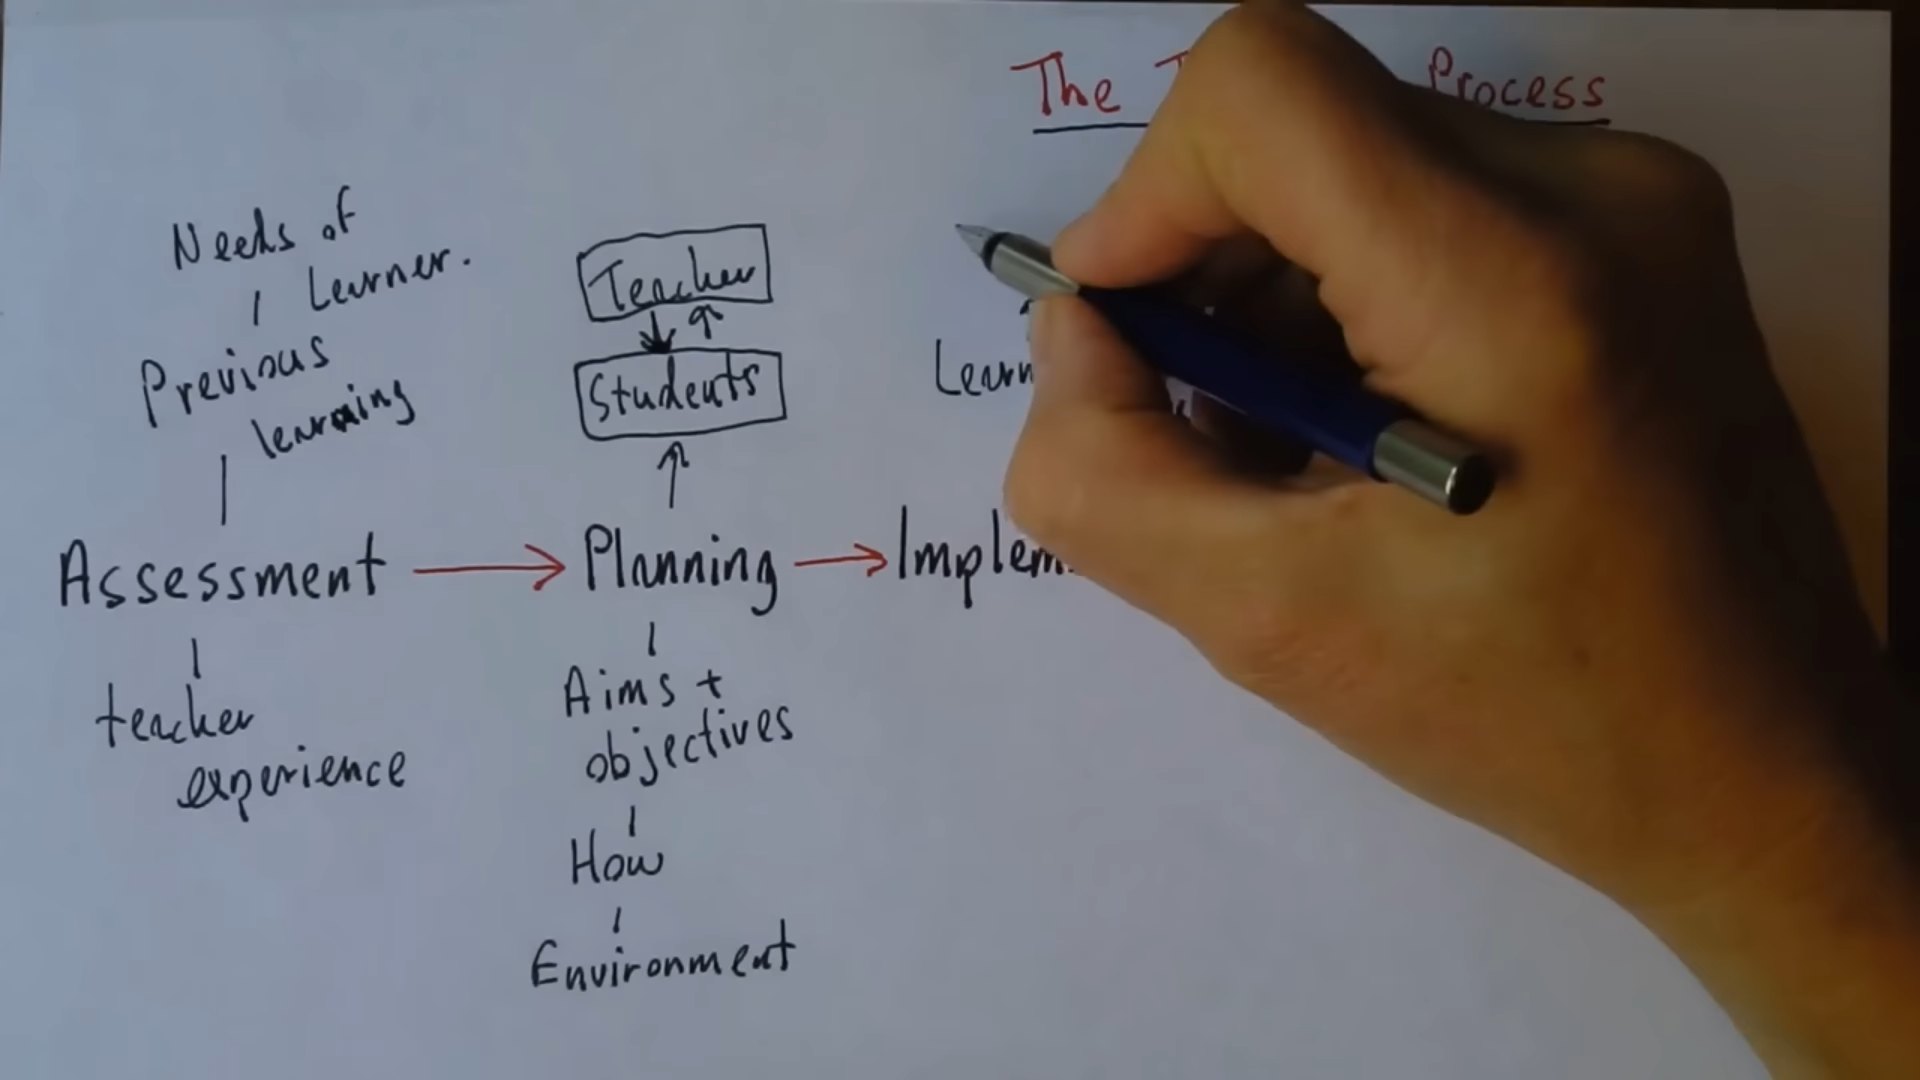 The
Process
Needs of
Learner.
Previous
learning
Assessment
teacher
experience
Teacher
Students
Planning
Aims +
objectives
How
Environment